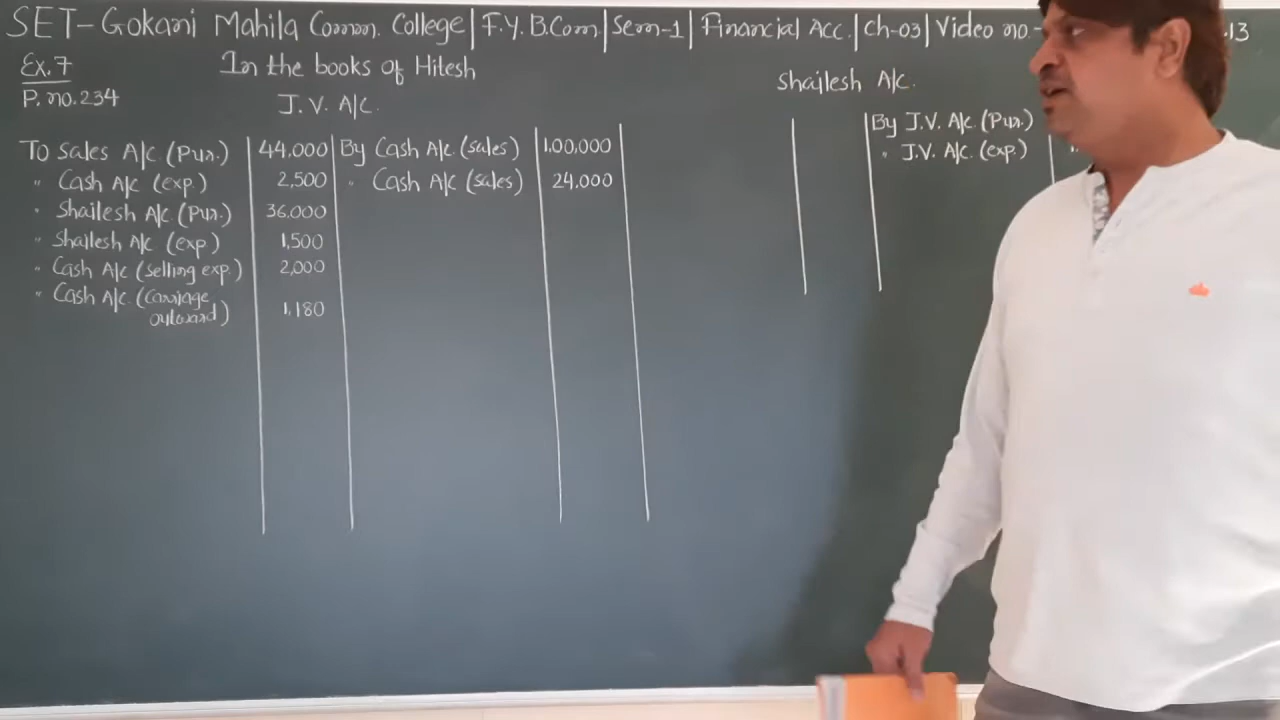 SET-Gokani Mahila Comm. College | F.Y.B.Com | Sem-1 | Financial Acc. | Ch-03 | Video no.- 13
Ex.7
In the books of Hitesh
P. no.234
J.V. A/c.
To Sales A/c (Pur.) 44,000 By Cash A/c (sales) 1,00,000
" Cash A/c (exp.) 2,500 " Cash A/c (sales) 24,000
" Shailesh A/c (Pur.) 36,000
" Shailesh A/c (exp) 1,500
" Cash A/c (selling exp.) 2,000
" Cash A/c. (carriage
outward) 1,180
Shailesh A/c.
By J.V. A/c (Pur.)
" J.V. A/c. (exp.)